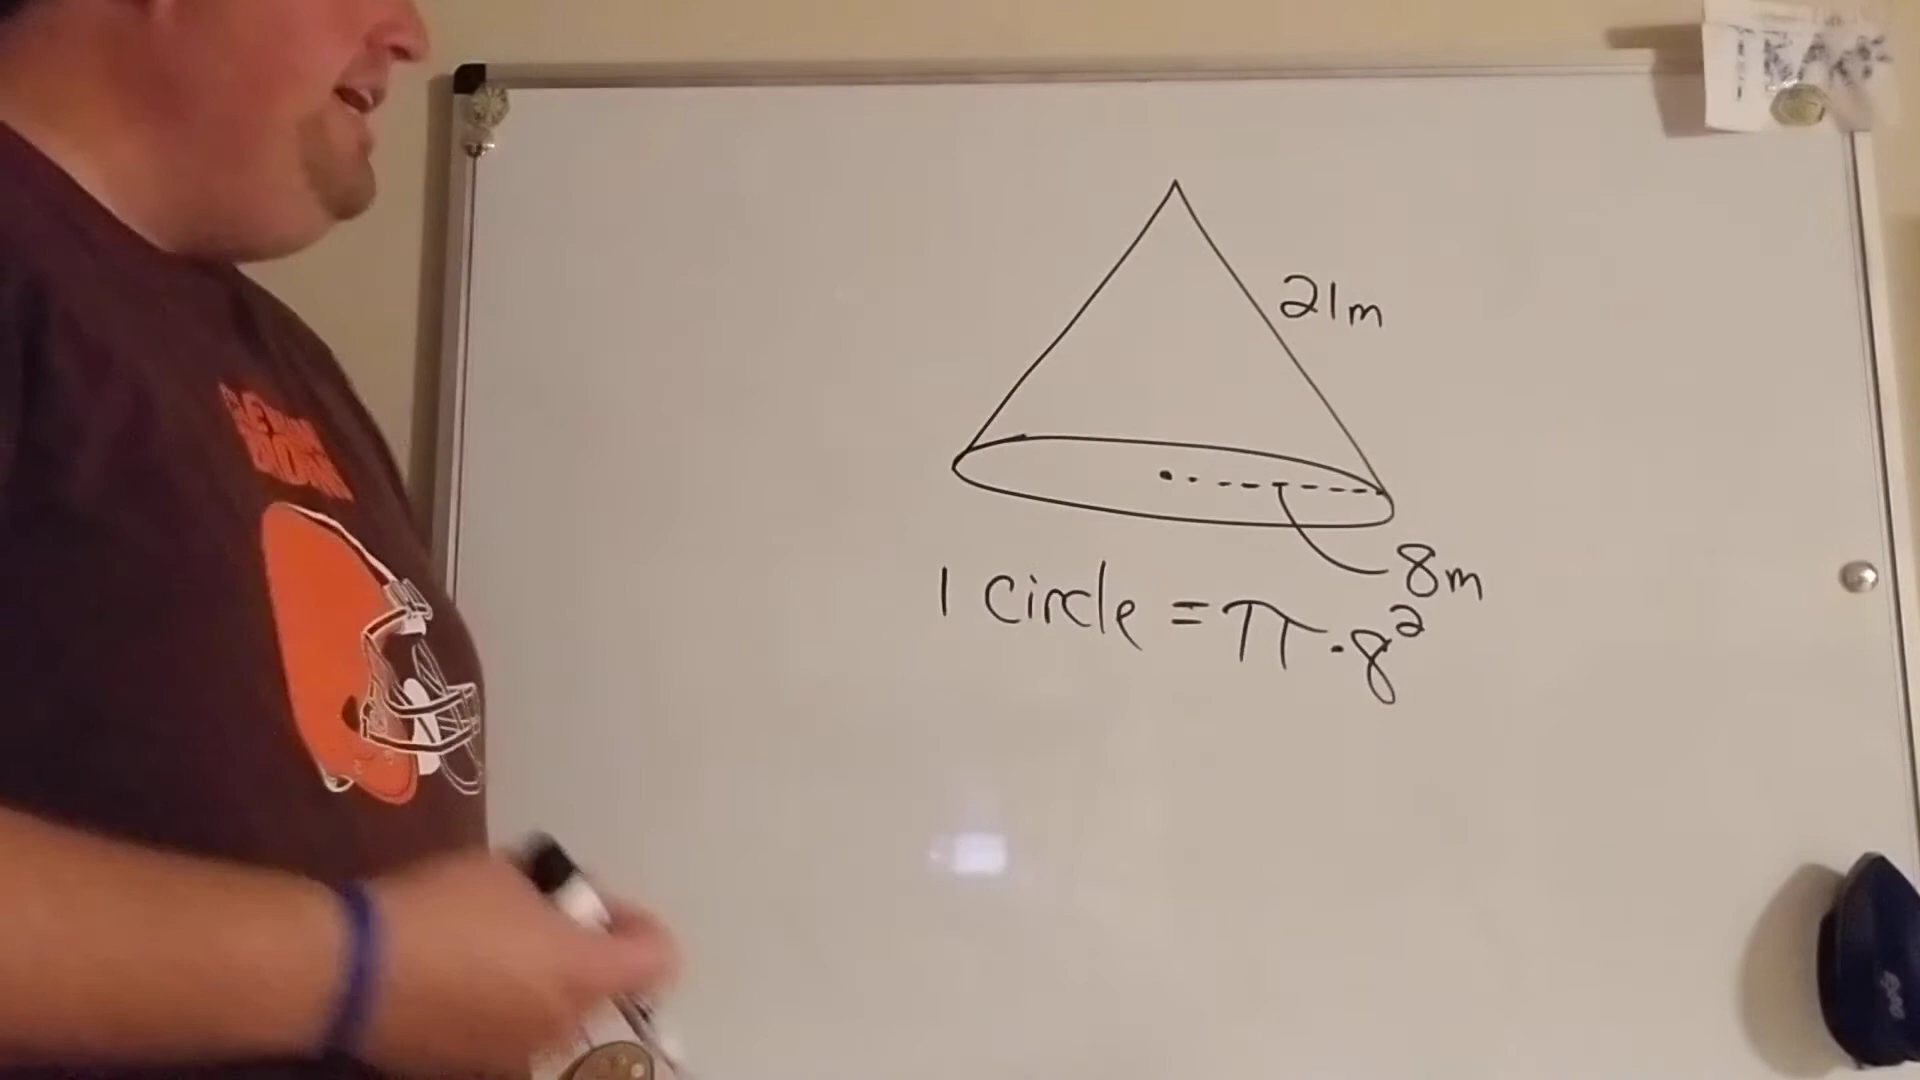 21m
8m
1 circle = π·8²